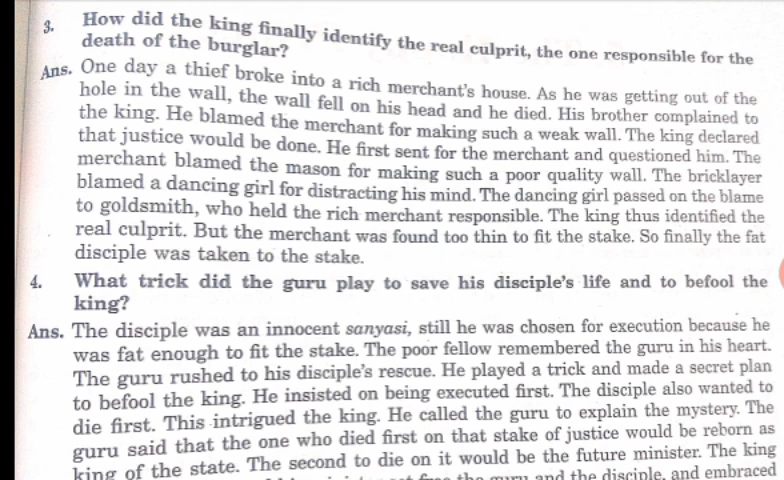 3. How did the king finally identify the real culprit, the one responsible for the
death of the burglar?
Ans. One day a thief broke into a rich merchant's house. As he was getting out of the
hole in the wall, the wall fell on his head and he died. His brother complained to
the king. He blamed the merchant for making such a weak wall. The king declared
that justice would be done. He first sent for the merchant and questioned him. The
merchant blamed the mason for making such a poor quality wall. The bricklayer
blamed a dancing girl for distracting his mind. The dancing girl passed on the blame
to goldsmith, who held the rich merchant responsible. The king thus identified the
real culprit. But the merchant was found too thin to fit the stake. So finally the fat
disciple was taken to the stake.
4. What trick did the guru play to save his disciple's life and to befool the
king?
Ans. The disciple was an innocent sanyasi, still he was chosen for execution because he
was fat enough to fit the stake. The poor fellow remembered the guru in his heart.
The guru rushed to his disciple's rescue. He played a trick and made a secret plan
to befool the king. He insisted on being executed first. The disciple also wanted to
die first. This intrigued the king. He called the guru to explain the mystery. The
guru said that the one who died first on that stake of justice would be reborn as
king of the state. The second to die on it would be the future minister. The king
free the guru and the disciple, and embraced